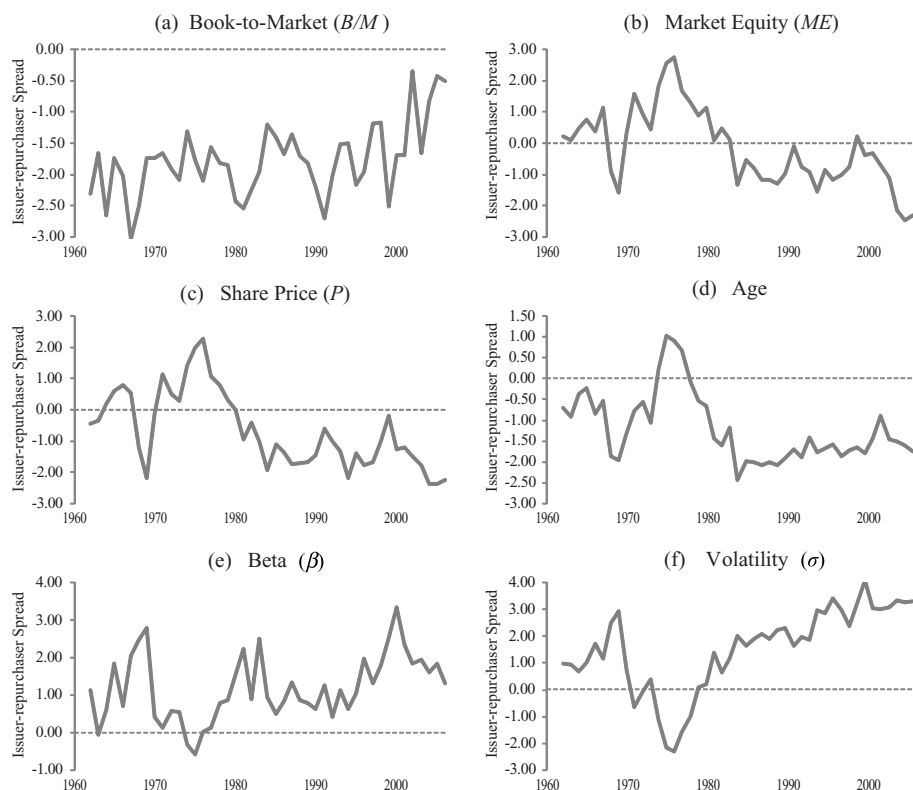 (a) Book-to-Market (B/M )
Issuer-repurchaser Spread
0.00
-0.50
-1.00
-1.50
-2.00
-2.50
-3.00
1960 1970 1980 1990 2000
(b) Market Equity (ME)
Issuer-repurchaser Spread
3.00
2.00
1.00
0.00
-1.00
-2.00
-3.00
1960 1970 1980 1990 2000
(c) Share Price (P)
Issuer-repurchaser Spread
3.00
2.00
1.00
0.00
-1.00
-2.00
-3.00
1960 1970 1980 1990 2000
(d) Age
Issuer-repurchaser Spread
1.50
1.00
0.50
0.00
-0.50
-1.00
-1.50
-2.00
-2.50
-3.00
1960 1970 1980 1990 2000
(e) Beta (β)
Issuer-repurchaser Spread
4.00
3.00
2.00
1.00
0.00
-1.00
1960 1970 1980 1990 2000
(f) Volatility (σ)
Issuer-repurchaser Spread
4.00
3.00
2.00
1.00
0.00
-1.00
-2.00
-3.00
1960 1970 1980 1990 2000